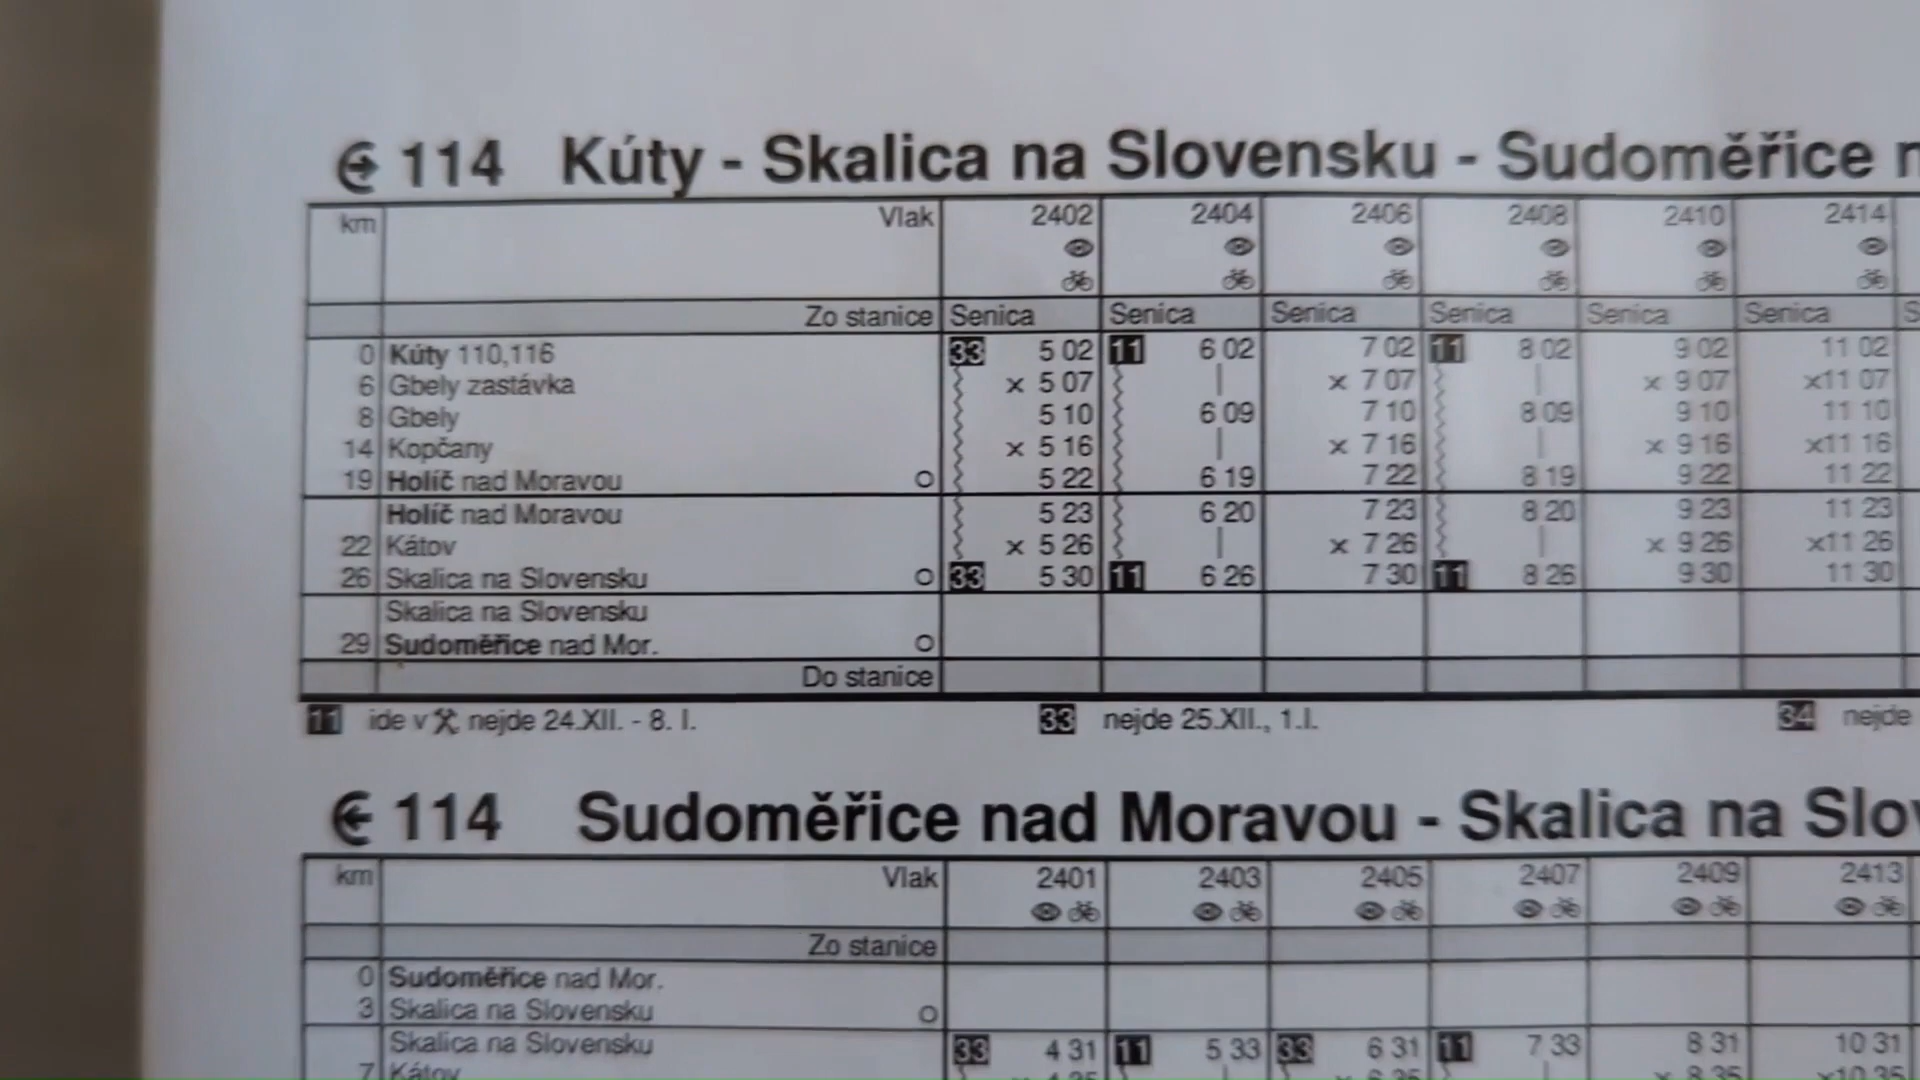 114 Kúty - Skalica na Slovensku - Sudoměřice n
km Vlak 2402 2404 2406 2408 2410 2414
Zo stanice Senica Senica Senica Senica Senica Senica S
0 Kúty 110,116 33 5 02 11 6 02 7 02 11 8 02 9 02 11 02
6 Gbely zastávka x 5 07 | x 7 07 | x 9 07 x11 07
8 Gbely 5 10 6 09 7 10 8 09 9 10 11 10
14 Kopčany x 5 16 | x 7 16 | x 9 16 x11 16
19 Holíč nad Moravou O 5 22 6 19 7 22 8 19 9 22 11 22
Holíč nad Moravou 5 23 6 20 7 23 8 20 9 23 11 23
22 Kátov x 5 26 | x 7 26 | x 9 26 x11 26
26 Skalica na Slovensku O 33 5 30 11 6 26 7 30 11 8 26 9 30 11 30
Skalica na Slovensku
29 Sudoměřice nad Mor. O
Do stanice
11 ide v ⚒ nejde 24.XII. - 8. I. 33 nejde 25.XII., 1.I. 34 nejde
114 Sudoměřice nad Moravou - Skalica na Slov
km Vlak 2401 2403 2405 2407 2409 2413
Zo stanice
0 Sudoměřice nad Mor.
3 Skalica na Slovensku O
Skalica na Slovensku 33 4 31 11 5 33 33 6 31 11 7 33 8 31 10 31
7 Kátov x 8 35 x10 35